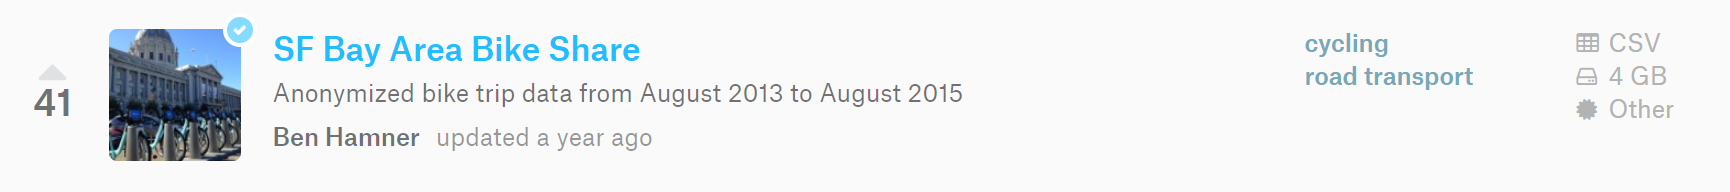 41
SF Bay Area Bike Share
Anonymized bike trip data from August 2013 to August 2015
Ben Hamner updated a year ago
cycling
road transport
CSV
4 GB
Other